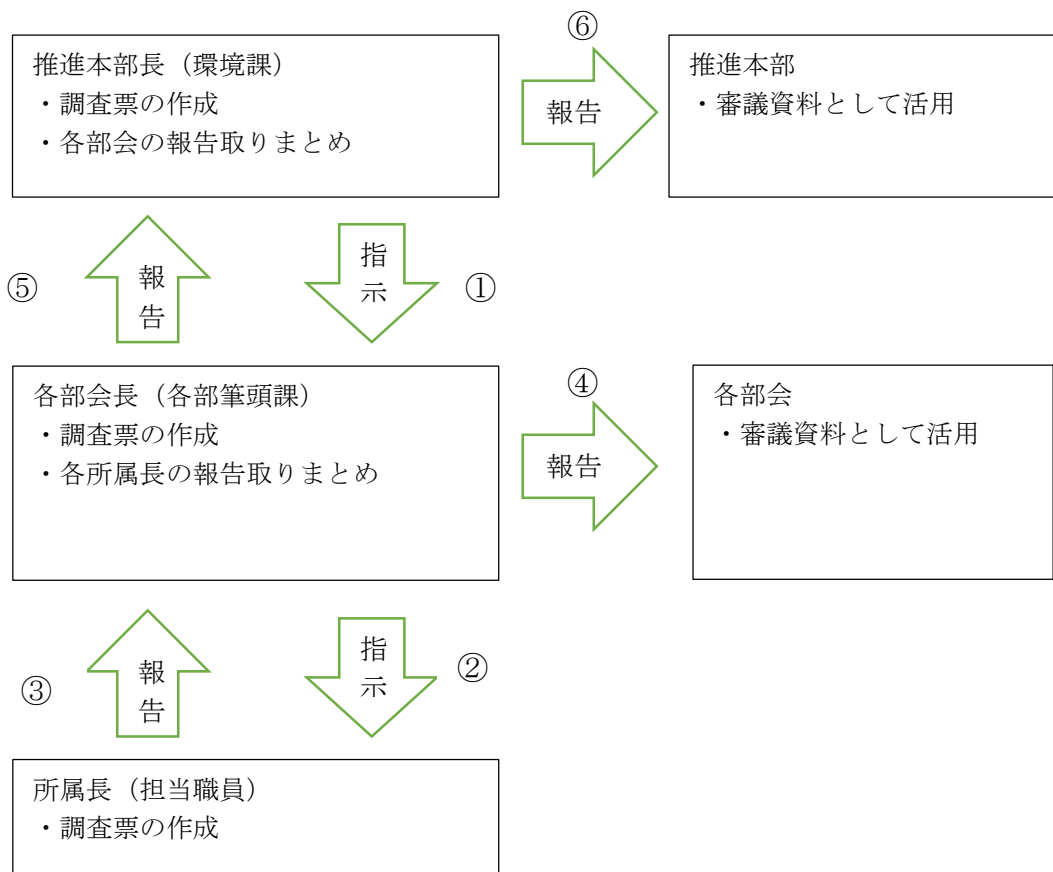 ⑥
推進本部長（環境課）
・調査票の作成
・各部会の報告取りまとめ
報告
推進本部
・審議資料として活用
⑤
報
告
指
示
①
各部会長（各部筆頭課）
・調査票の作成
・各所属長の報告取りまとめ
④
報告
各部会
・審議資料として活用
③
報
告
指
示
②
所属長（担当職員）
・調査票の作成